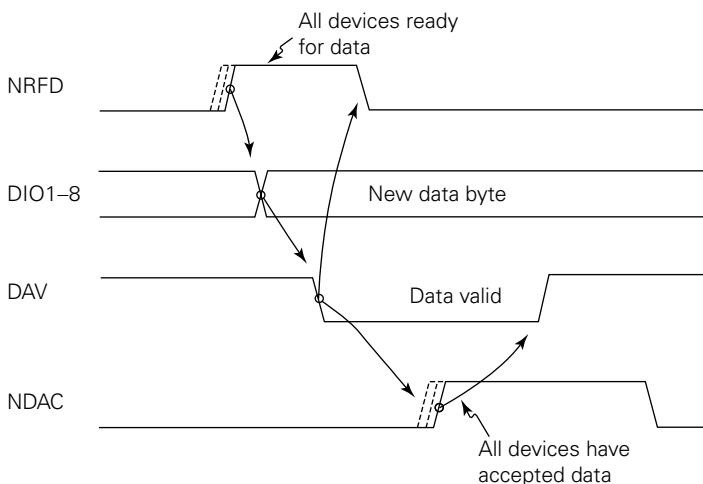 All devices ready
for data
NRFD
DIO1–8
New data byte
DAV
Data valid
NDAC
All devices have
accepted data